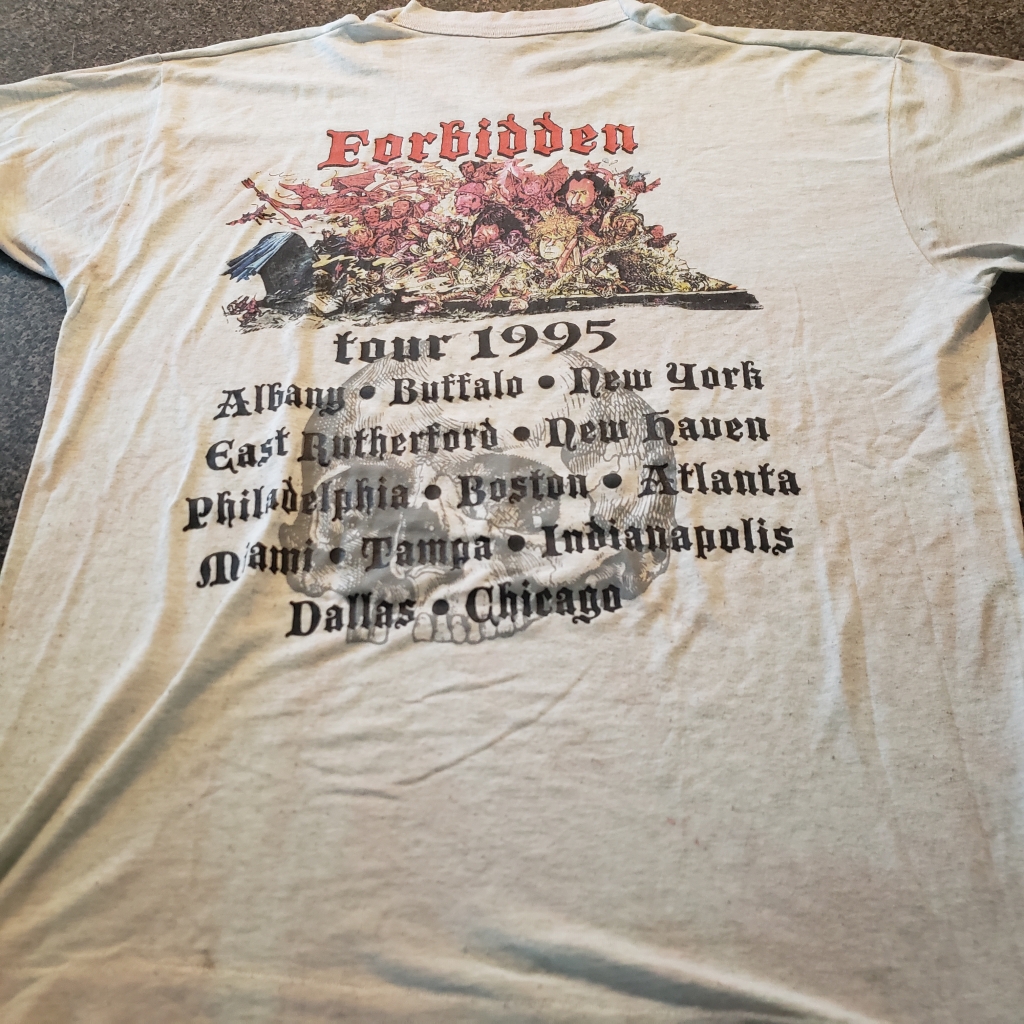 Forbidden
tour 1995
Albany • Buffalo • New York
East Rutherford • New Haven
Philadelphia • Boston • Atlanta
Miami • Tampa • Indianapolis
Dallas • Chicago